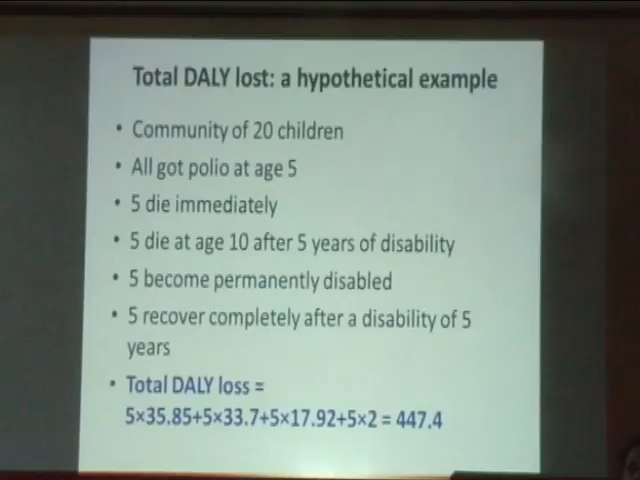 Total DALY lost: a hypothetical example
• Community of 20 children
• All got polio at age 5
• 5 die immediately
• 5 die at age 10 after 5 years of disability
• 5 become permanently disabled
• 5 recover completely after a disability of 5
years
• Total DALY loss =
5×35.85+5×33.7+5×17.92+5×2 = 447.4